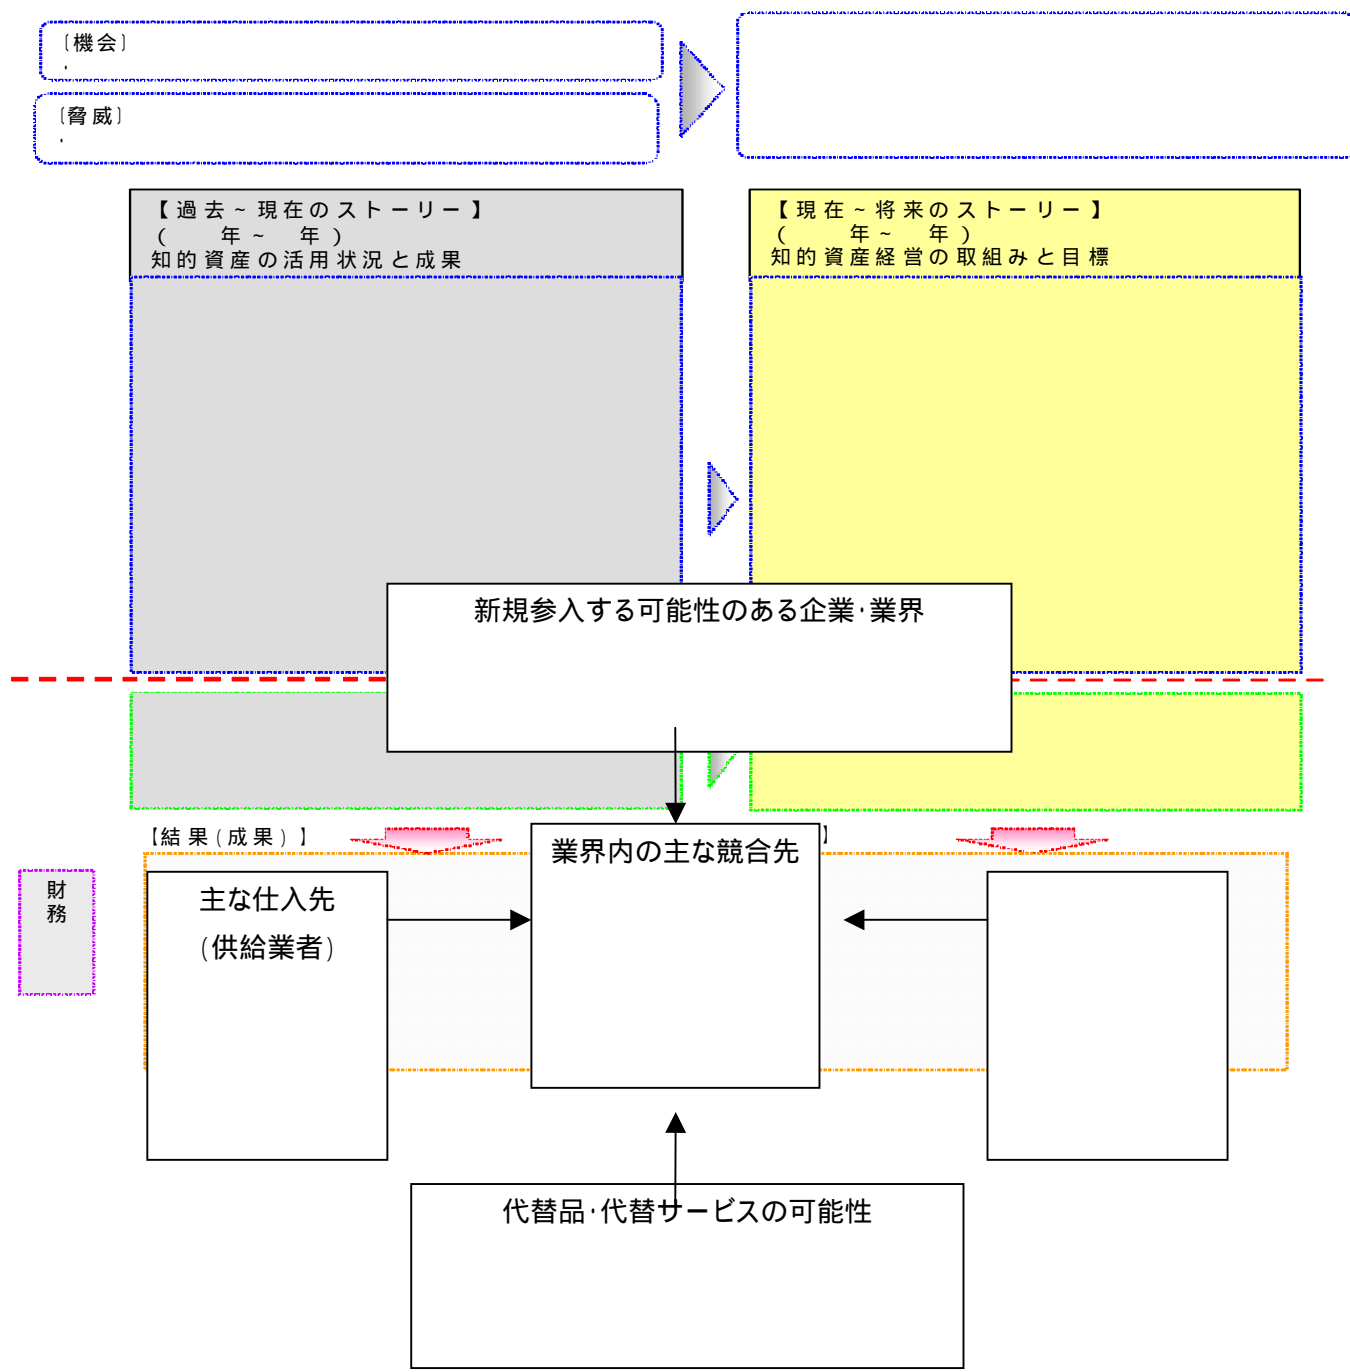 〔機会〕
・
〔脅威〕
・
【過去～現在のストーリー】
(　　年～　年)
知的資産の活用状況と成果
【現在～将来のストーリー】
(　　年～　年)
知的資産経営の取組みと目標
新規参入する可能性のある企業・業界
【結果(成果)】
】
業界内の主な競合先
財
務
主な仕入先
(供給業者)
代替品・代替サービスの可能性